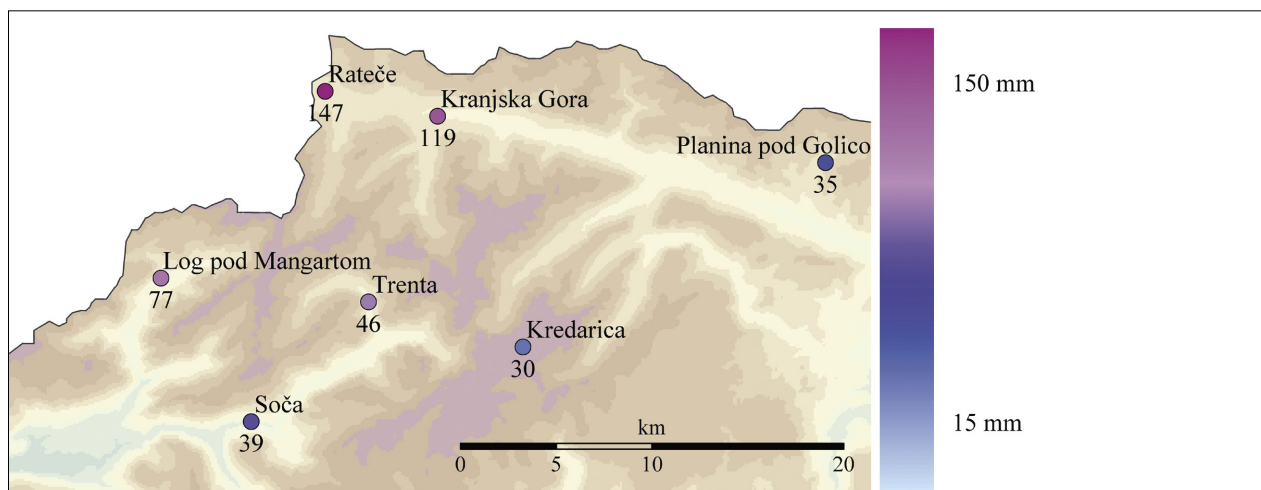 Rateče
147
Kranjska Gora
119
Planina pod Golico
35
Log pod Mangartom
77
Trenta
46
Kredarica
30
Soča
39
km
0 5 10 20
150 mm
15 mm